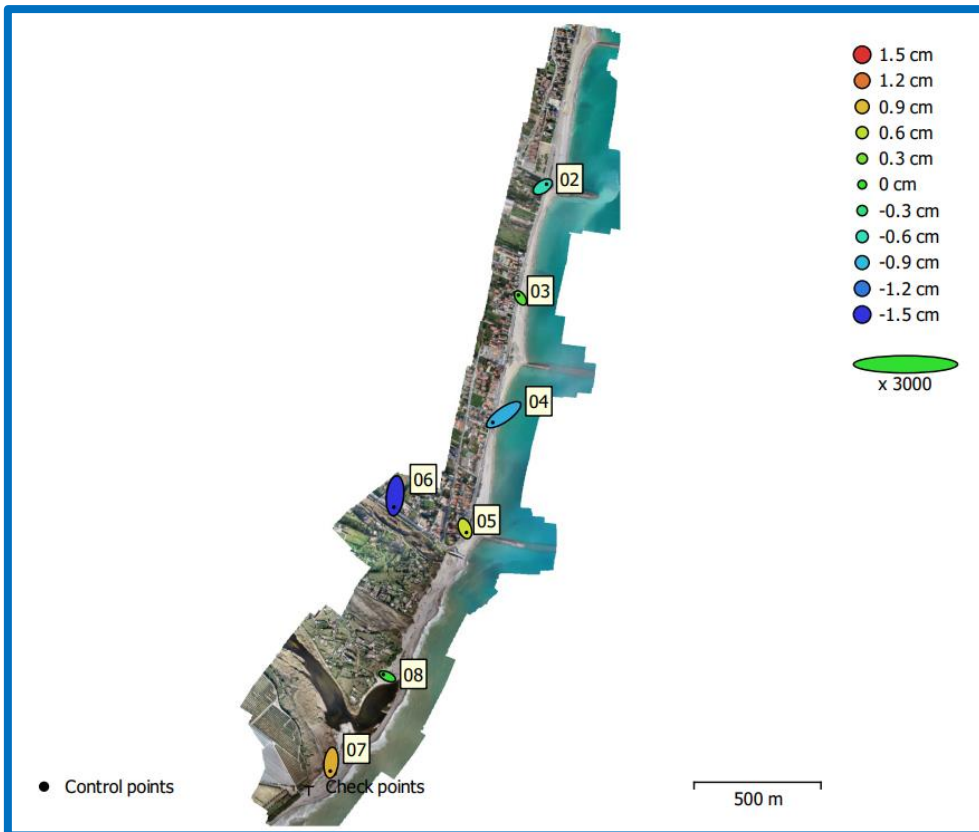 1.5 cm
1.2 cm
0.9 cm
0.6 cm
0.3 cm
0 cm
-0.3 cm
-0.6 cm
-0.9 cm
-1.2 cm
-1.5 cm
x 3000
02
03
04
06
05
08
07
Control points
Check points
500 m